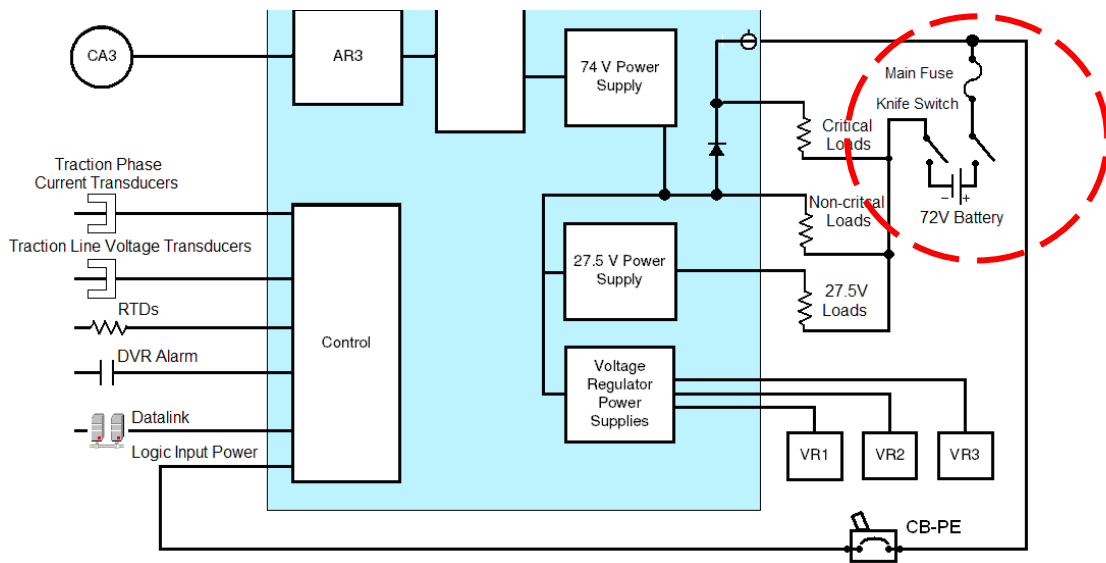 CA3
AR3
74 V Power
Supply
Main Fuse
Knife Switch
Critical
Loads
− +
72V Battery
Non-critcal
Loads
Traction Phase
Current Transducers
Traction Line Voltage Transducers
27.5 V Power
Supply
27.5V
Loads
RTDs
Control
DVR Alarm
Voltage
Regulator
Power
Supplies
Datalink
Logic Input Power
VR1
VR2
VR3
CB-PE